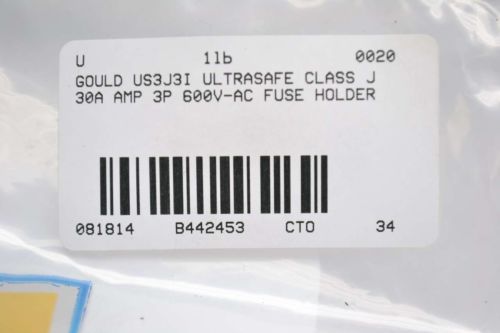 U 1lb 0020
GOULD US3J3I ULTRASAFE CLASS J
30A AMP 3P 600V-AC FUSE HOLDER
081814 B442453 CTO 34